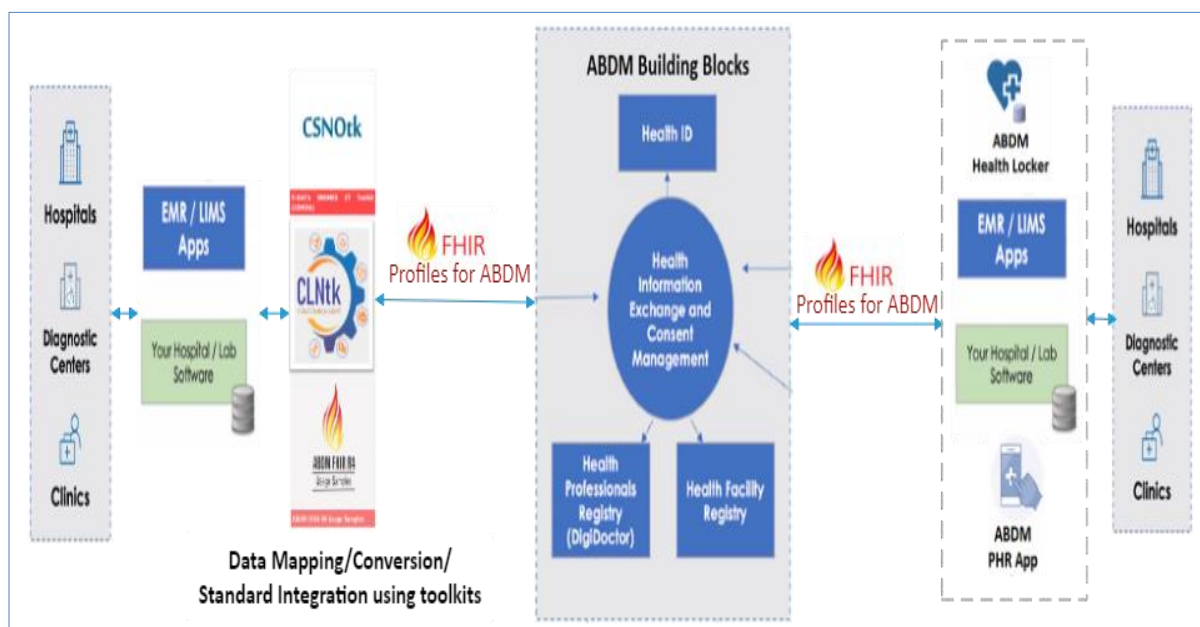 Hospitals
Diagnostic
Centers
Clinics
EMR / LIMS
Apps
Your Hospital / Lab
Software
CSNOtk
CLNtk
ABDM FHIR R4
Usage Samples
Data Mapping/Conversion/
Standard Integration using toolkits
FHIR
Profiles for ABDM
ABDM Building Blocks
Health ID
Health
Information
Exchange and
Consent
Management
Health
Professionals
Registry
(DigiDoctor)
Health Facility
Registry
FHIR
Profiles for ABDM
ABDM
Health Locker
EMR / LIMS
Apps
Your Hospital / Lab
Software
ABDM
PHR App
Hospitals
Diagnostic
Centers
Clinics